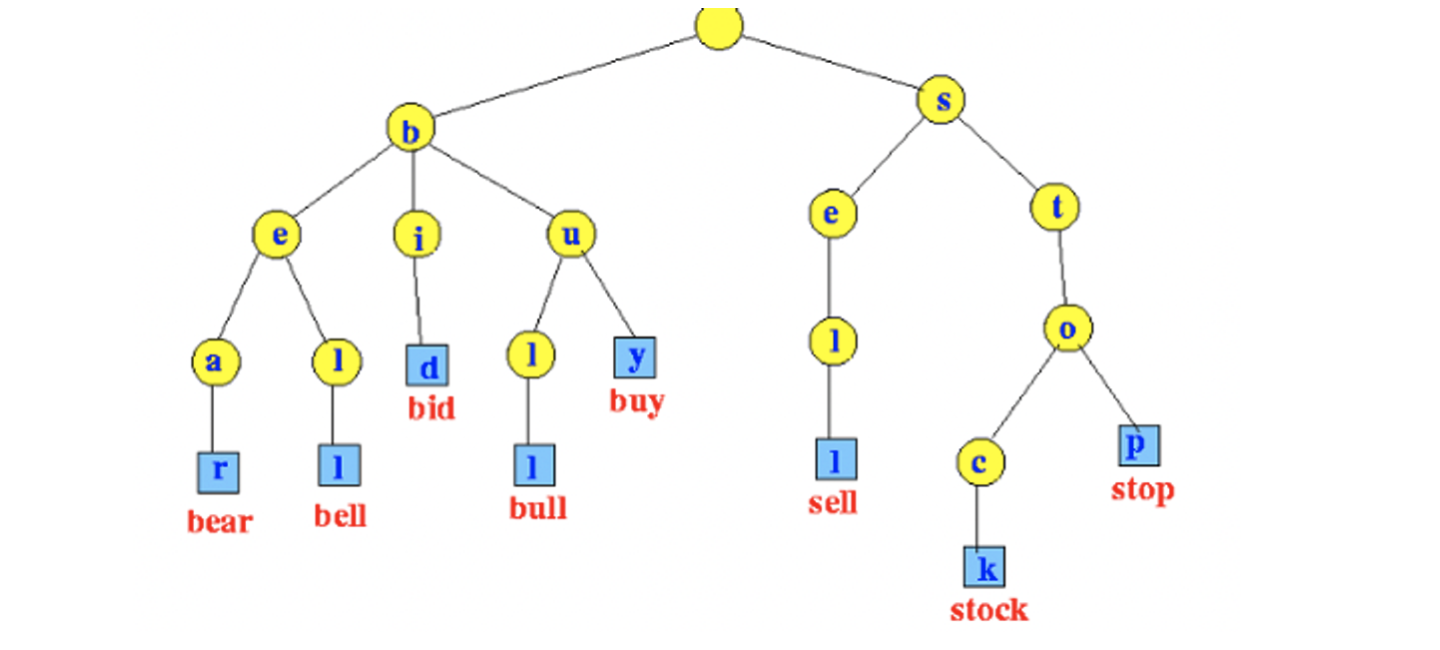 s
b
e i u e t
a l d l y l o
bid buy
r l l l c p
bear bell bull sell stop
k
stock